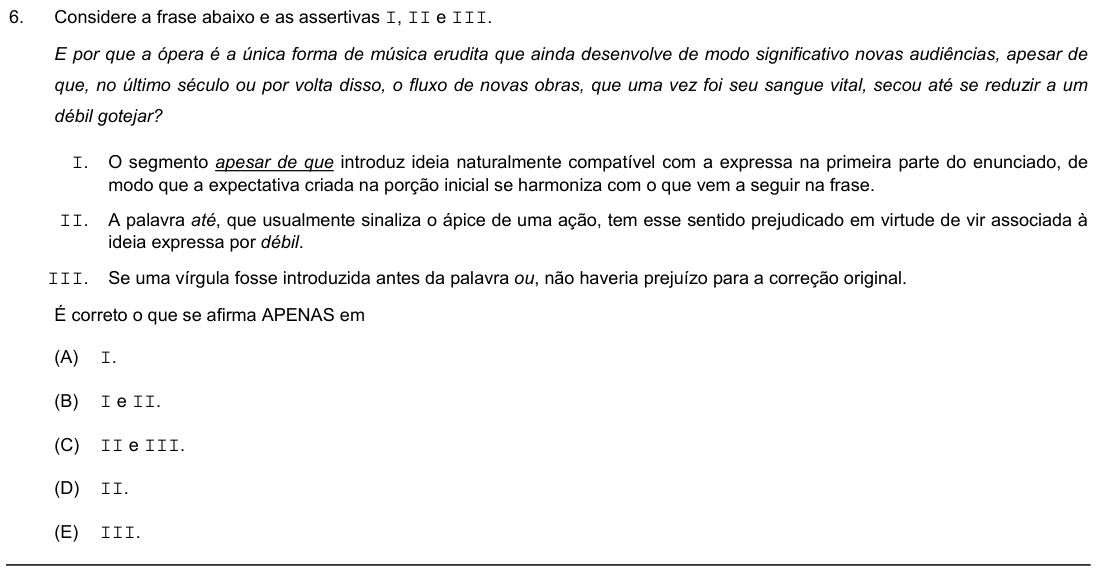 6. Considere a frase abaixo e as assertivas I, II e III.
E por que a ópera é a única forma de música erudita que ainda desenvolve de modo significativo novas audiências, apesar de
que, no último século ou por volta disso, o fluxo de novas obras, que uma vez foi seu sangue vital, secou até se reduzir a um
débil gotejar?
I. O segmento apesar de que introduz ideia naturalmente compatível com a expressa na primeira parte do enunciado, de
modo que a expectativa criada na porção inicial se harmoniza com o que vem a seguir na frase.
II. A palavra até, que usualmente sinaliza o ápice de uma ação, tem esse sentido prejudicado em virtude de vir associada à
ideia expressa por débil.
III. Se uma vírgula fosse introduzida antes da palavra ou, não haveria prejuízo para a correção original.
É correto o que se afirma APENAS em
(A) I.
(B) I e II.
(C) II e III.
(D) II.
(E) III.